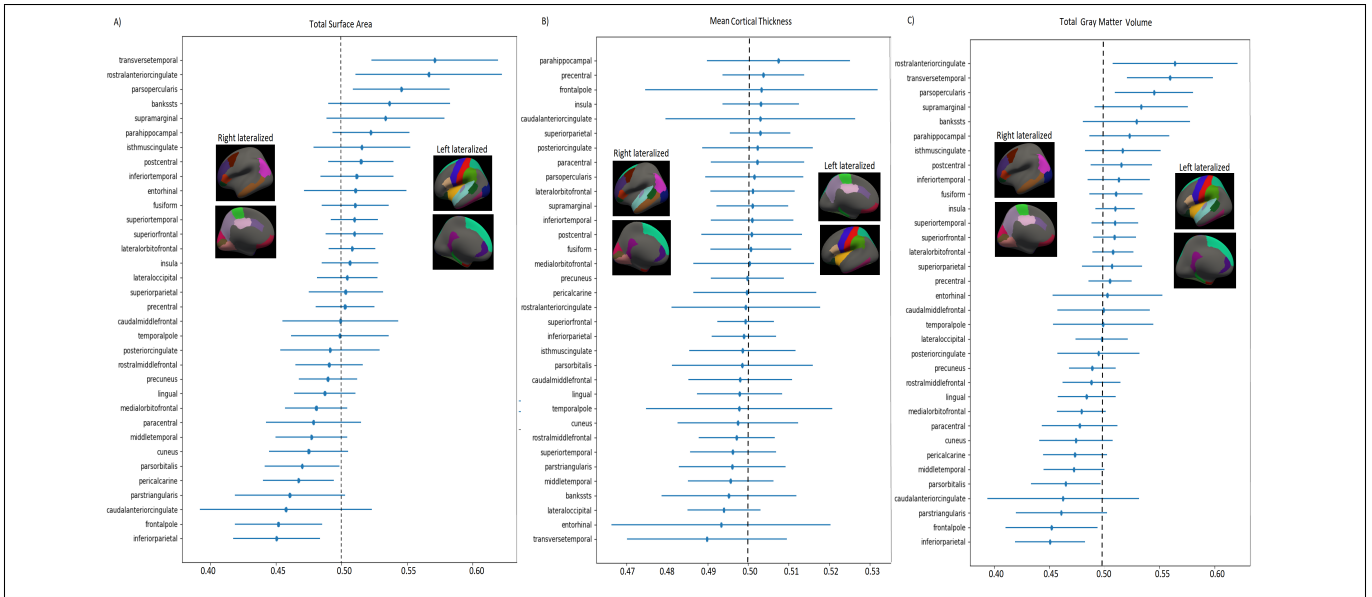 A)
Total Surface Area
transversetemporal
rostralanteriorcingulate
parsopercularis
bankssts
supramarginal
parahippocampal
isthmuscingulate
postcentral
inferiortemporal
entorhinal
fusiform
superiortemporal
superiorfrontal
lateralorbitofrontal
insula
lateraloccipital
superiorparietal
precentral
caudalmiddlefrontal
temporalpole
posteriorcingulate
rostralmiddlefrontal
precuneus
lingual
medialorbitofrontal
paracentral
middletemporal
cuneus
parsorbitalis
pericalcarine
parstriangularis
caudalanteriorcingulate
frontalpole
inferiorparietal
Right lateralized
Left lateralized
0.40 0.45 0.50 0.55 0.60
B)
Mean Cortical Thickness
parahippocampal
precentral
frontalpole
insula
caudalanteriorcingulate
superiorparietal
posteriorcingulate
paracentral
parsopercularis
lateralorbitofrontal
supramarginal
inferiortemporal
postcentral
fusiform
medialorbitofrontal
precuneus
pericalcarine
rostralanteriorcingulate
superiorfrontal
inferiorparietal
isthmuscingulate
parsorbitalis
caudalmiddlefrontal
lingual
temporalpole
cuneus
rostralmiddlefrontal
superiortemporal
parstriangularis
middletemporal
bankssts
lateraloccipital
entorhinal
transversetemporal
Right lateralized
Left lateralized
0.47 0.48 0.49 0.50 0.51 0.52 0.53
C)
Total Gray Matter Volume
rostralanteriorcingulate
transversetemporal
parsopercularis
supramarginal
bankssts
parahippocampal
isthmuscingulate
postcentral
inferiortemporal
fusiform
insula
superiortemporal
superiorfrontal
lateralorbitofrontal
superiorparietal
precentral
entorhinal
caudalmiddlefrontal
temporalpole
lateraloccipital
posteriorcingulate
precuneus
rostralmiddlefrontal
lingual
medialorbitofrontal
paracentral
cuneus
pericalcarine
middletemporal
parsorbitalis
caudalanteriorcingulate
parstriangularis
frontalpole
inferiorparietal
Right lateralized
Left lateralized
0.40 0.45 0.50 0.55 0.60